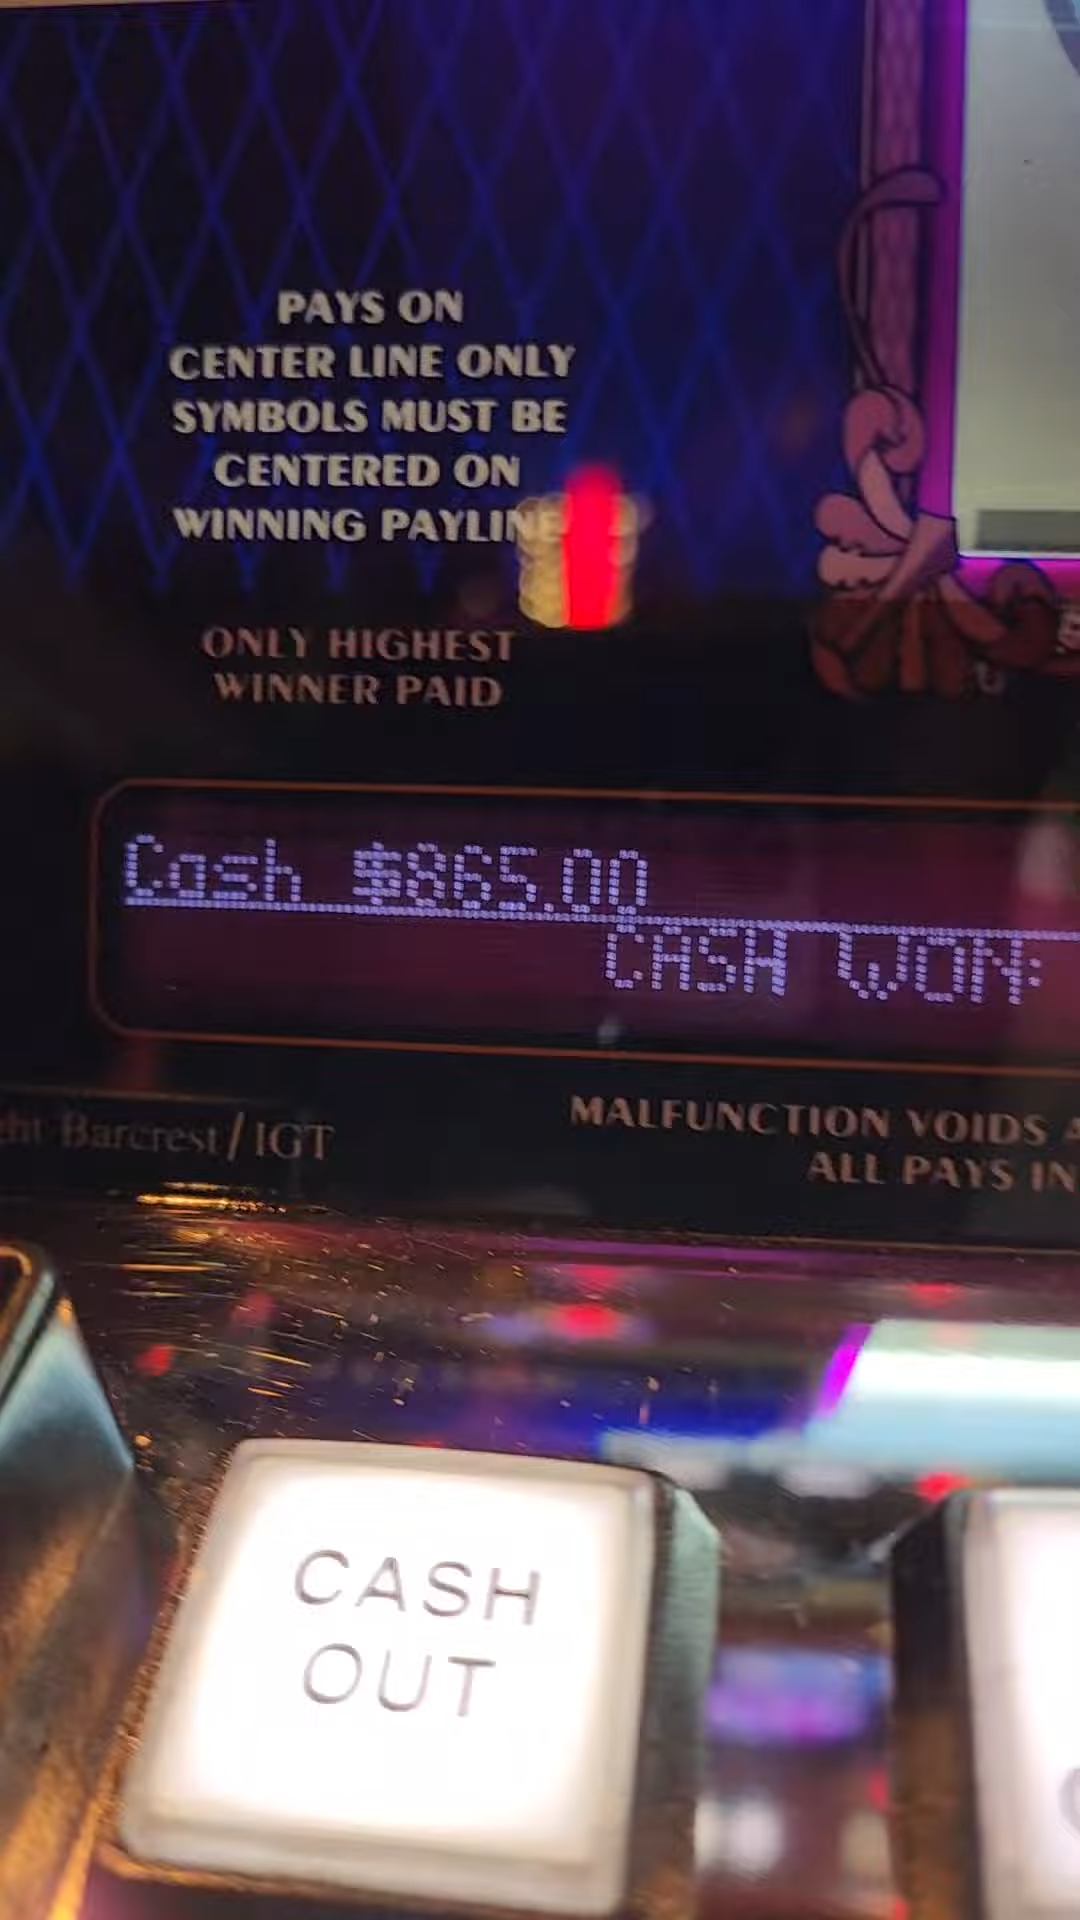 PAYS ON
CENTER LINE ONLY
SYMBOLS MUST BE
CENTERED ON
WINNING PAYLINE
ONLY HIGHEST
WINNER PAID
Cash $865.00
CASH WON:
Barcrest/IGT
MALFUNCTION VOIDS
ALL PAYS IN
CASH
OUT